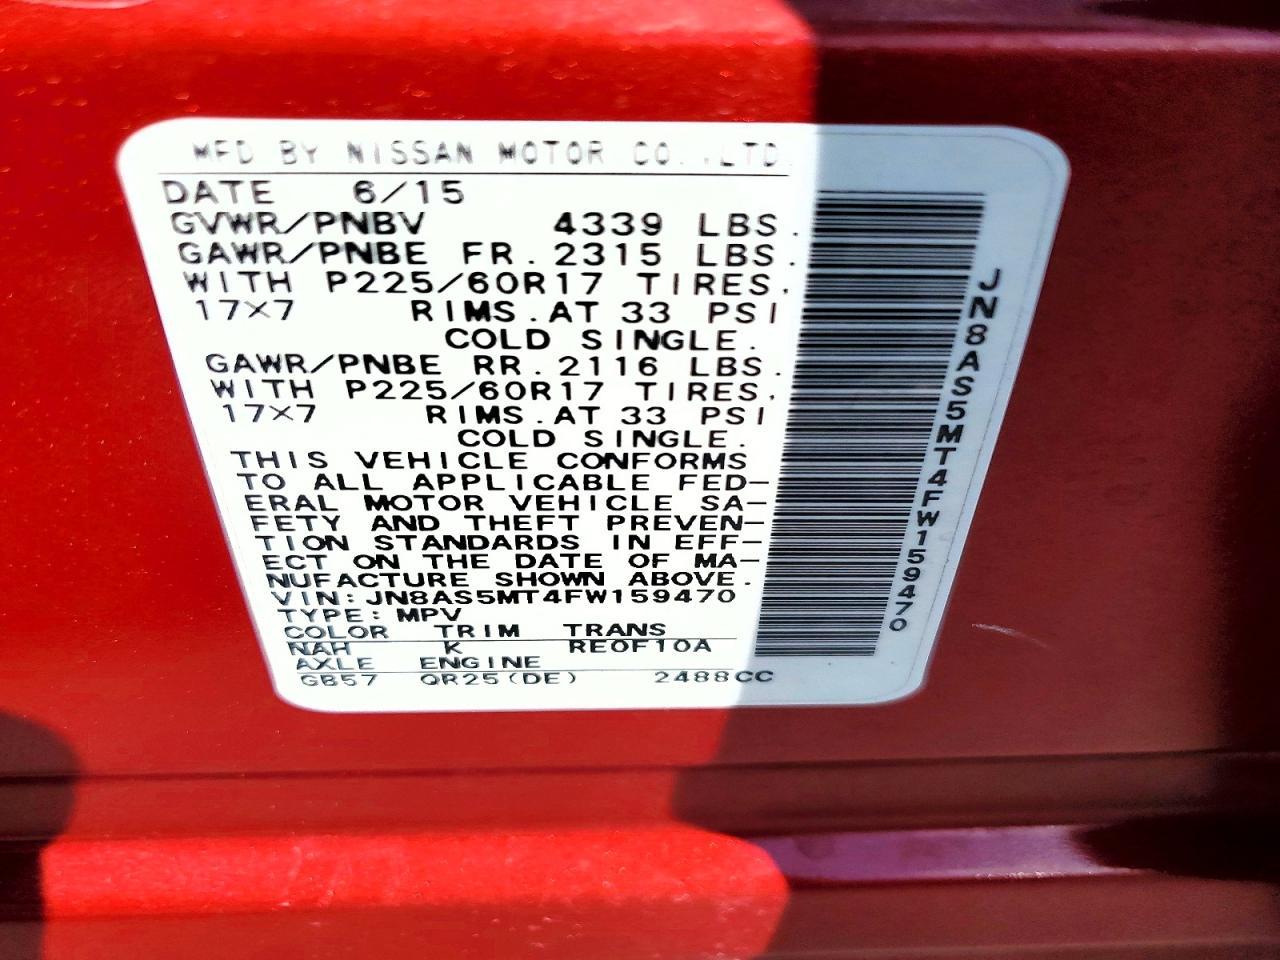 MFD BY NISSAN MOTOR CO.,LTD.
DATE 6/15
GVWR/PNBV 4339 LBS.
GAWR/PNBE FR. 2315 LBS.
WITH P225/60R17 TIRES.
17X7 RIMS.AT 33 PSI
COLD SINGLE.
GAWR/PNBE RR. 2116 LBS.
WITH P225/60R17 TIRES.
17X7 RIMS.AT 33 PSI
COLD SINGLE.
THIS VEHICLE CONFORMS
TO ALL APPLICABLE FED-
ERAL MOTOR VEHICLE SA-
FETY AND THEFT PREVEN-
TION STANDARDS IN EFF-
ECT ON THE DATE OF MA-
NUFACTURE SHOWN ABOVE.
VIN: JN8AS5MT4FW159470
TYPE: MPV
COLOR TRIM TRANS
NAH K RE0F10A
AXLE ENGINE
GB57 QR25(DE) 2488CC
JN8AS5MT4FW159470